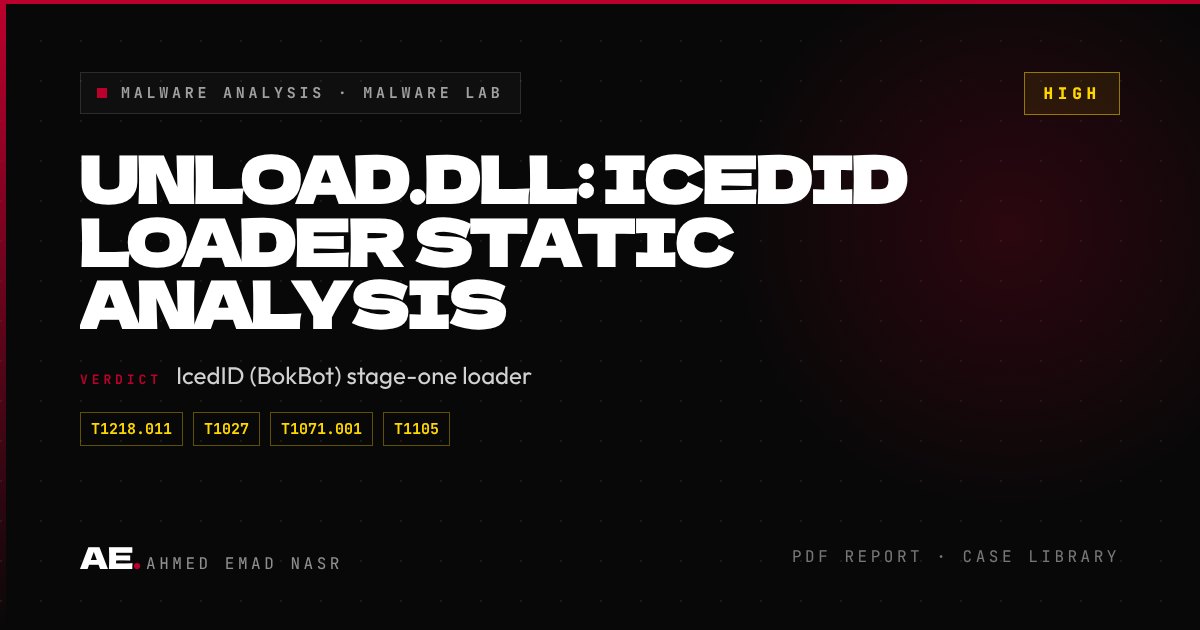 MALWARE ANALYSIS · MALWARE LAB
HIGH
UNLOAD.DLL: ICEDID
LOADER STATIC
ANALYSIS
VERDICT IcedID (BokBot) stage-one loader
T1218.011 T1027 T1071.001 T1105
AE. AHMED EMAD NASR
PDF REPORT · CASE LIBRARY